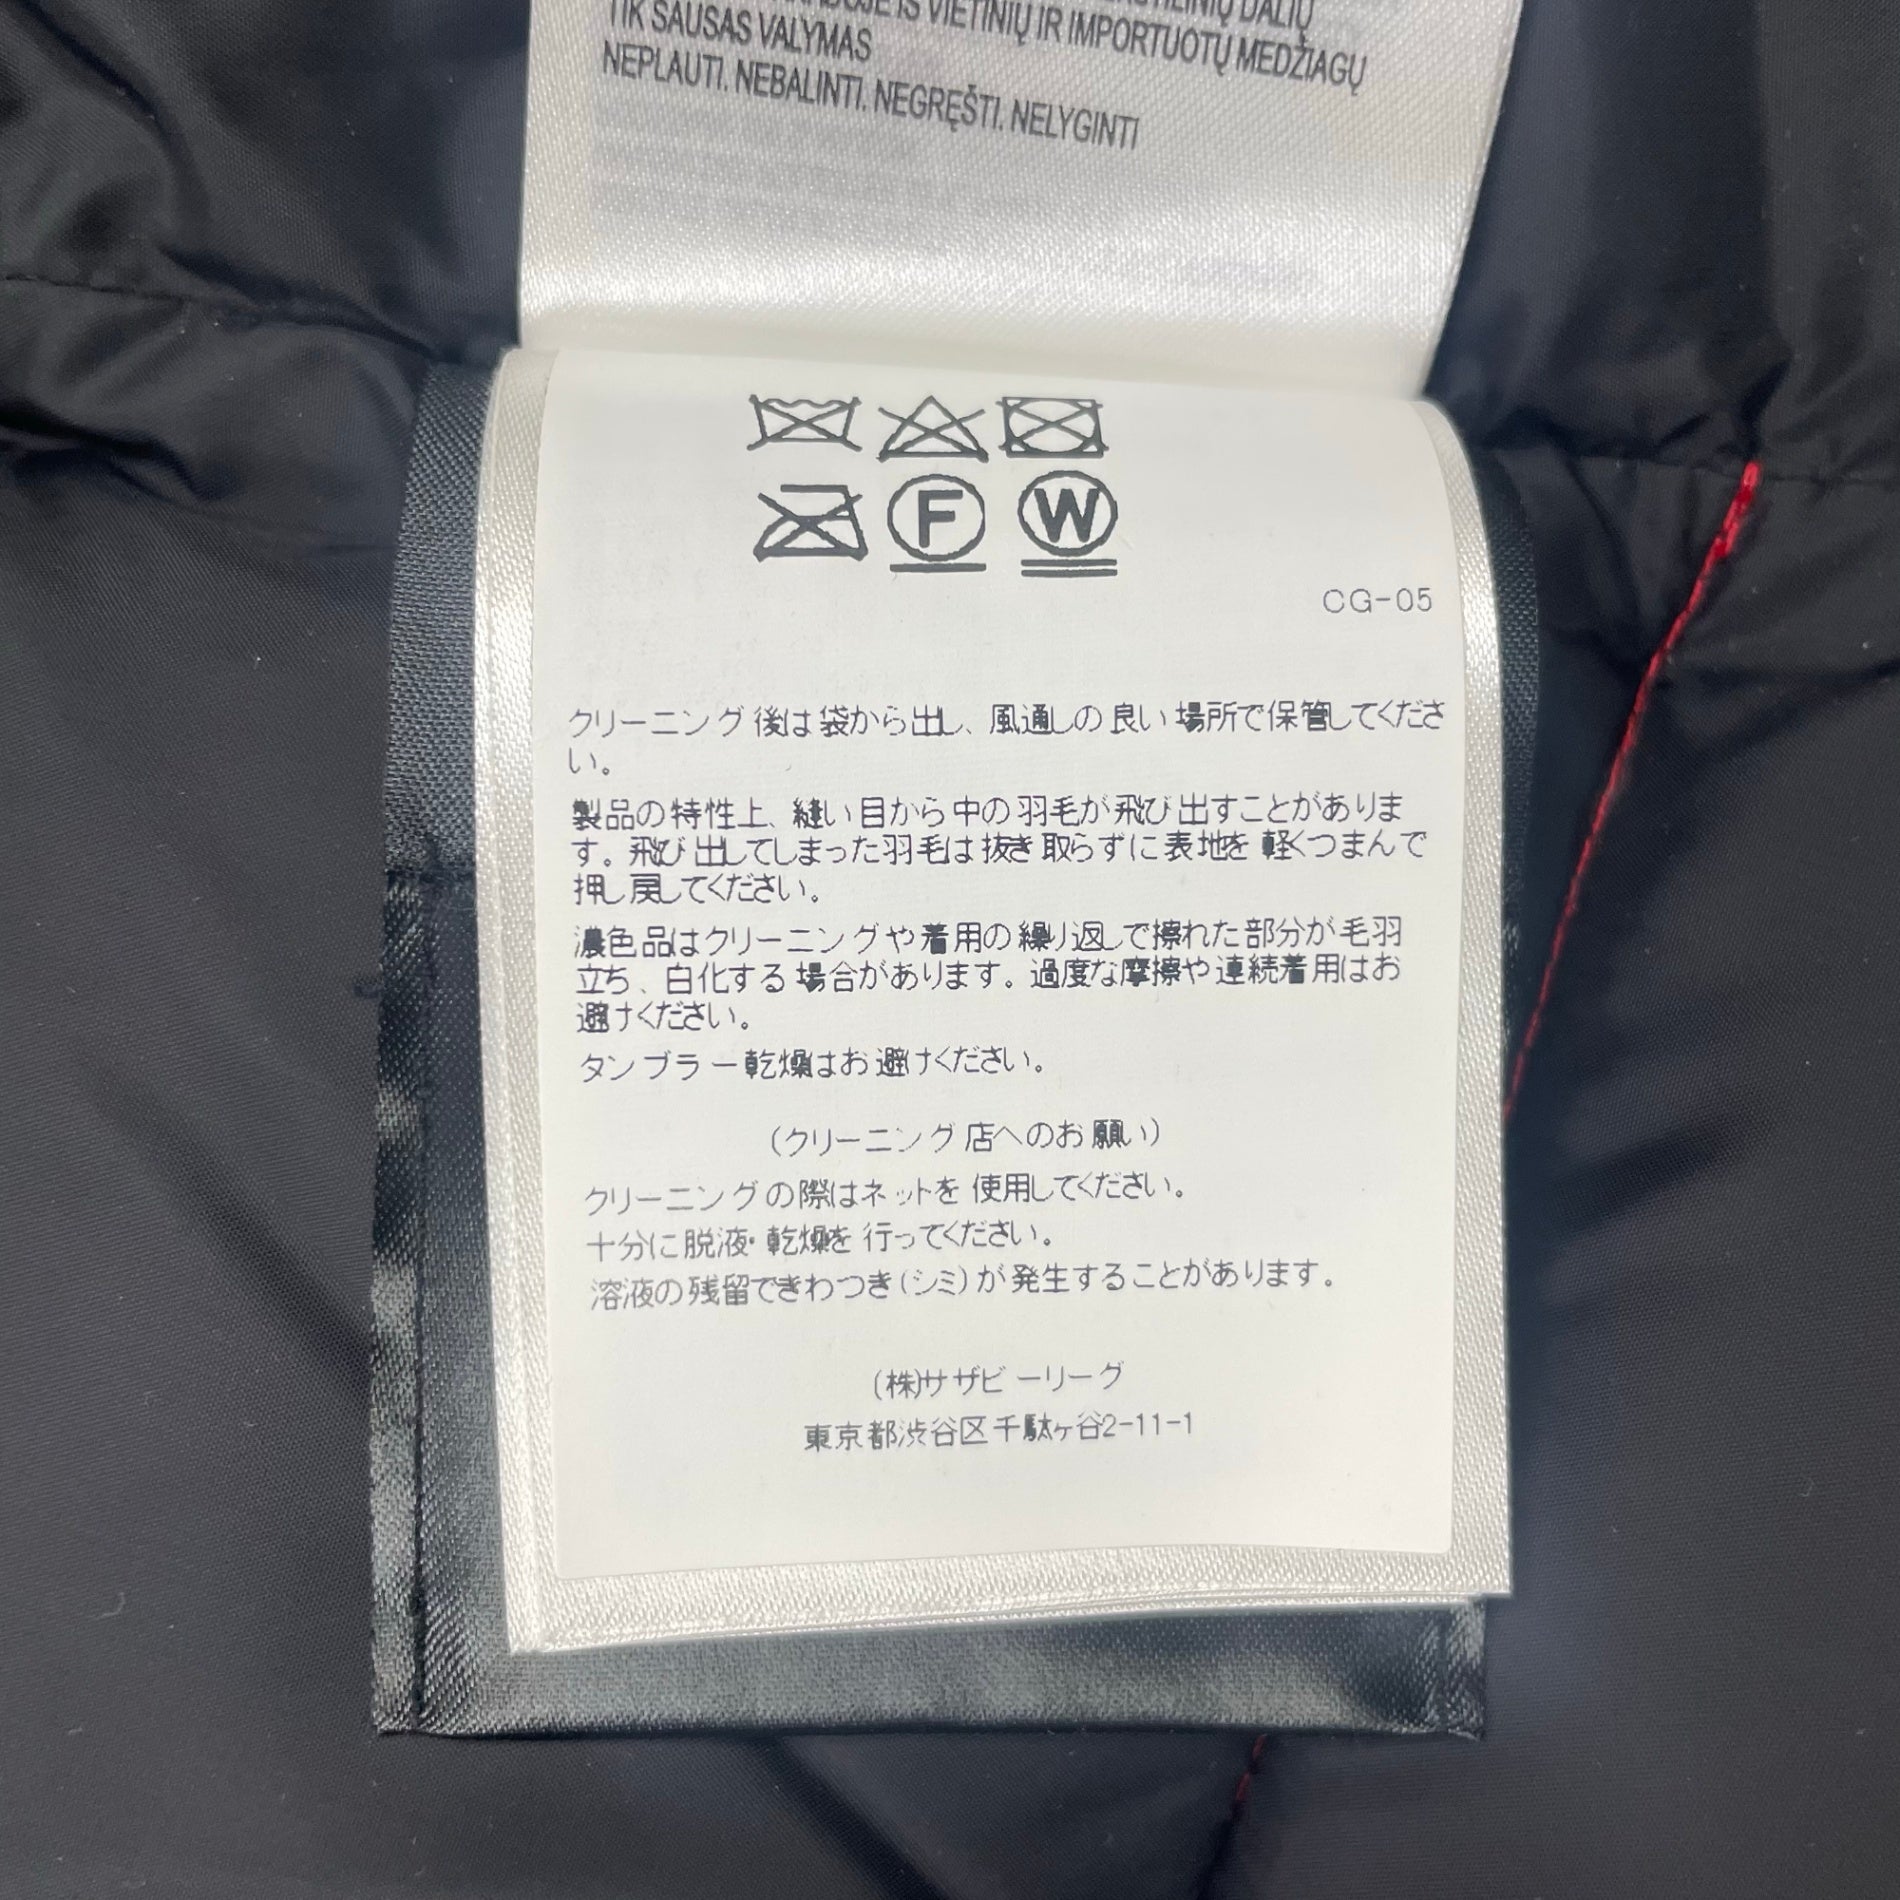 IŠ VIETINIŲ IR IMPORTUOTŲ MEDŽIAGŲ
TIK SAUSAS VALYMAS
NEPLAUTI. NEBALINTI. NEGRĘŠTI. NELYGINTI
F W
CG-05
クリーニング後は袋から出し、風通しの良い場所で保管してくださ
い。
製品の特性上、縫い目から中の羽毛が飛び出すことがありま
す。飛び出してしまった羽毛は抜き取らずに表地を軽くつまんで
押し戻してください。
濃色品はクリーニングや着用の繰り返しで擦れた部分が毛羽
立ち、白化する場合があります。過度な摩擦や連続着用はお
避けください。
タンブラー乾燥はお避けください。
(クリーニング店へのお願い)
クリーニングの際はネットを使用してください。
十分に脱液・乾燥を行ってください。
溶液の残留できわつき(シミ)が発生することがあります。
(株)サザビーリーグ
東京都渋谷区千駄ヶ谷2-11-1